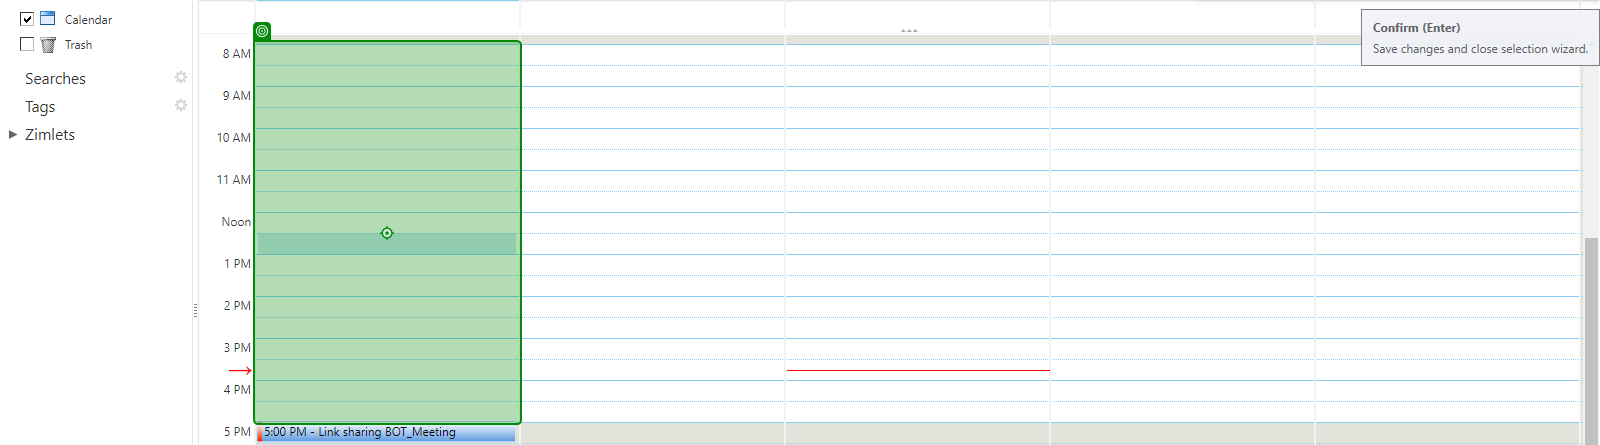 Calendar
Trash
Searches
Tags
Zimlets
Confirm (Enter)
Save changes and close selection wizard.
8 AM
9 AM
10 AM
11 AM
Noon
1 PM
2 PM
3 PM
4 PM
5 PM
5:00 PM - Link sharing BOT_Meeting